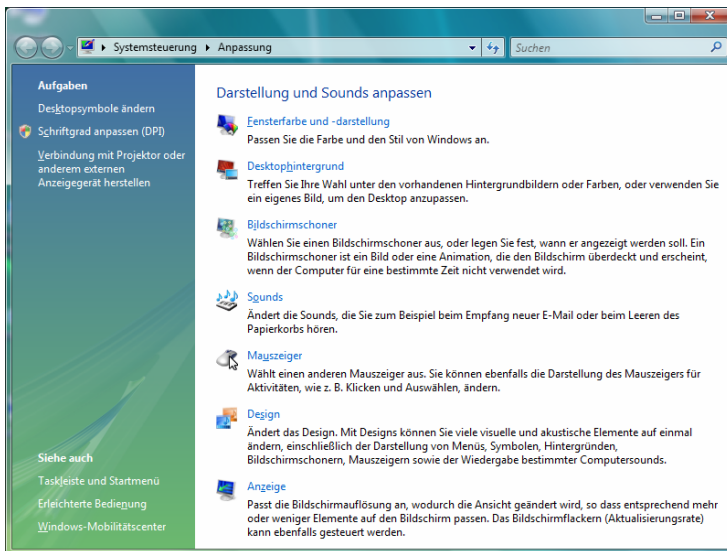 Systemsteuerung ▸ Anpassung
Suchen
Aufgaben
Desktopsymbole ändern
Schriftgrad anpassen (DPI)
Verbindung mit Projektor oder
anderem externen
Anzeigegerät herstellen
Darstellung und Sounds anpassen
Fensterfarbe und -darstellung
Passen Sie die Farbe und den Stil von Windows an.
Desktophintergrund
Treffen Sie Ihre Wahl unter den vorhandenen Hintergrundbildern oder Farben, oder verwenden Sie
ein eigenes Bild, um den Desktop anzupassen.
Bildschirmschoner
Wählen Sie einen Bildschirmschoner aus, oder legen Sie fest, wann er angezeigt werden soll. Ein
Bildschirmschoner ist ein Bild oder eine Animation, die den Bildschirm überdeckt und erscheint,
wenn der Computer für eine bestimmte Zeit nicht verwendet wird.
Sounds
Ändert die Sounds, die Sie zum Beispiel beim Empfang neuer E-Mail oder beim Leeren des
Papierkorbs hören.
Mauszeiger
Wählt einen anderen Mauszeiger aus. Sie können ebenfalls die Darstellung des Mauszeigers für
Aktivitäten, wie z. B. Klicken und Auswählen, ändern.
Design
Ändert das Design. Mit Designs können Sie viele visuelle und akustische Elemente auf einmal
ändern, einschließlich der Darstellung von Menüs, Symbolen, Hintergründen,
Bildschirmschonern, Mauszeigern sowie der Wiedergabe bestimmter Computersounds.
Anzeige
Passt die Bildschirmauflösung an, wodurch die Ansicht geändert wird, so dass entsprechend mehr
oder weniger Elemente auf den Bildschirm passen. Das Bildschirmflackern (Aktualisierungsrate)
kann ebenfalls gesteuert werden.
Siehe auch
Taskleiste und Startmenü
Erleichterte Bedienung
Windows-Mobilitätscenter